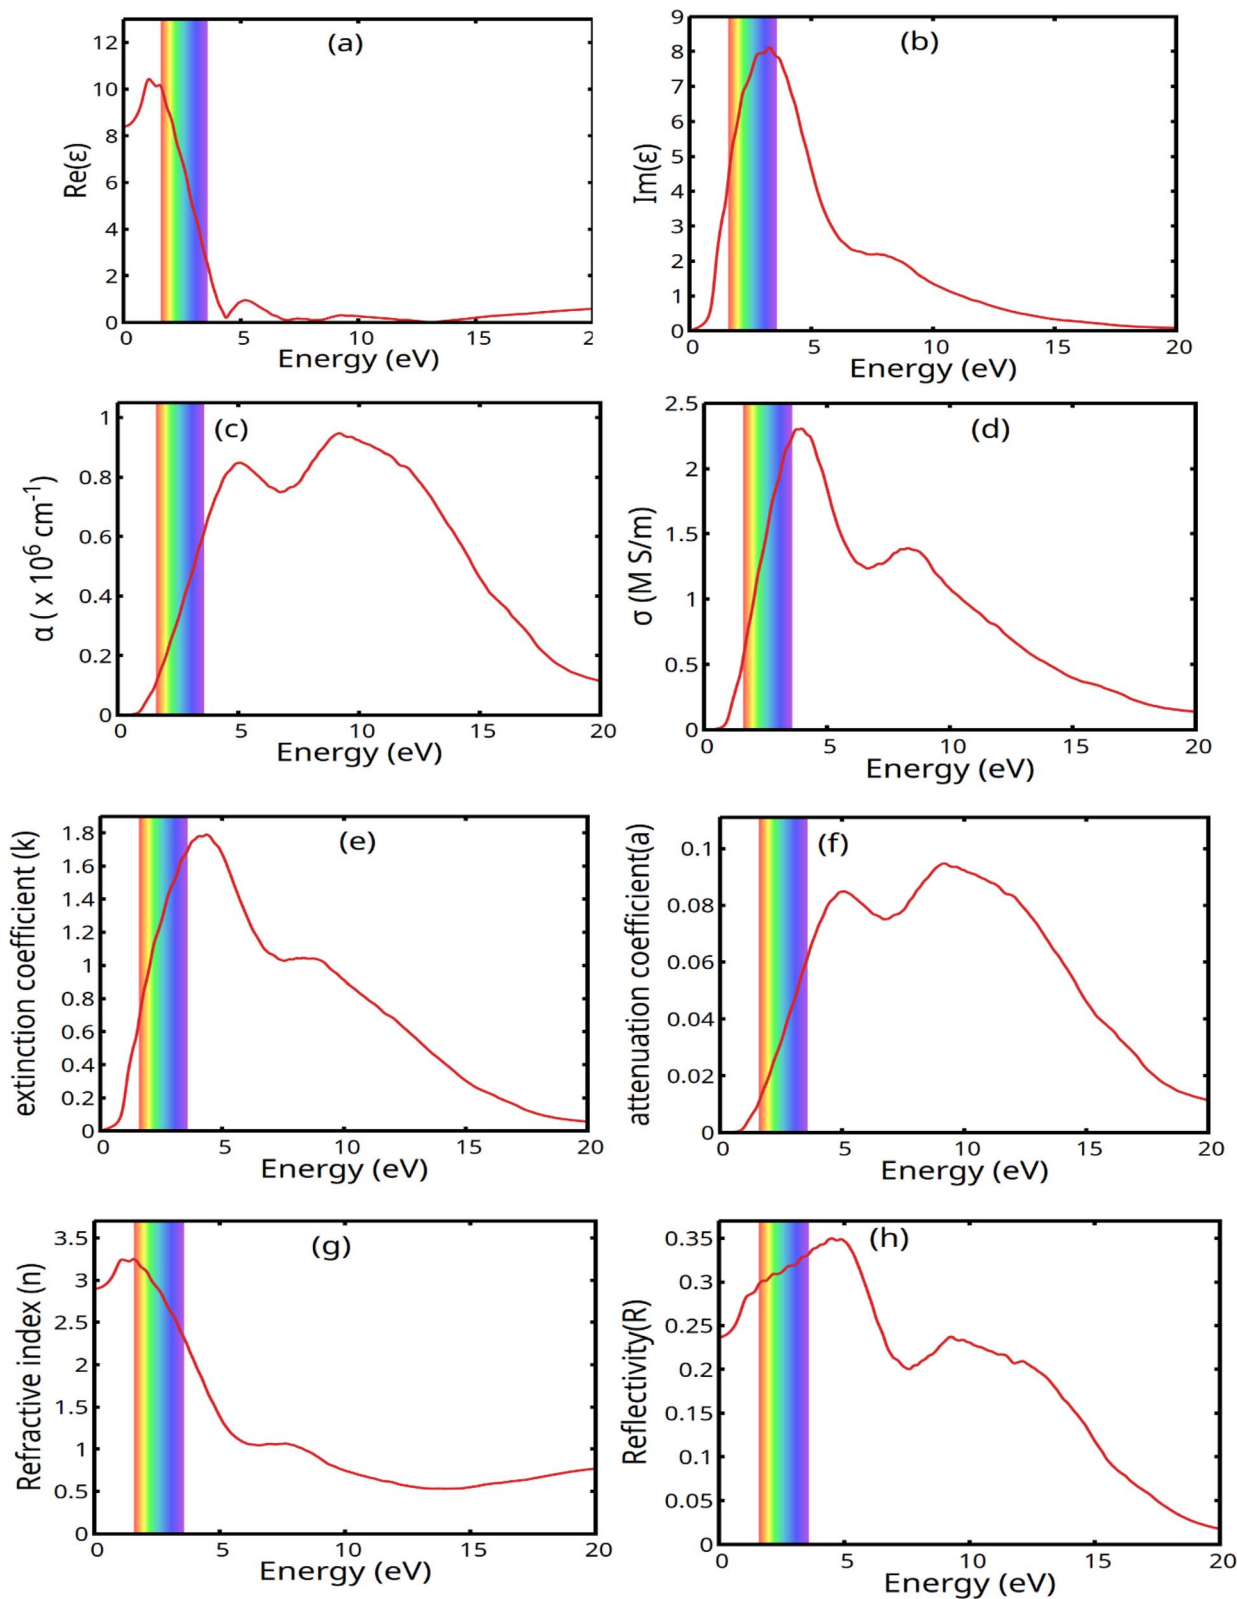 (a)
Re(ε)
12
10
8
6
4
2
0
0 5 10 15 2
Energy (eV)
(b)
Im(ε)
9
8
7
6
5
4
3
2
1
0
0 5 10 15 20
Energy (eV)
(c)
α ( x 10⁶ cm⁻¹)
1
0.8
0.6
0.4
0.2
0
0 5 10 15 20
Energy (eV)
(d)
σ (M S/m)
2.5
2
1.5
1
0.5
0
0 5 10 15 20
Energy (eV)
(e)
extinction coefficient (k)
1.8
1.6
1.4
1.2
1
0.8
0.6
0.4
0.2
0
0 5 10 15 20
Energy (eV)
(f)
attenuation coefficient(a)
0.1
0.08
0.06
0.04
0.02
0
0 5 10 15 20
Energy (eV)
(g)
Refractive index (n)
3.5
3
2.5
2
1.5
1
0.5
0
0 5 10 15 20
Energy (eV)
(h)
Reflectivity(R)
0.35
0.3
0.25
0.2
0.15
0.1
0.05
0
0 5 10 15 20
Energy (eV)